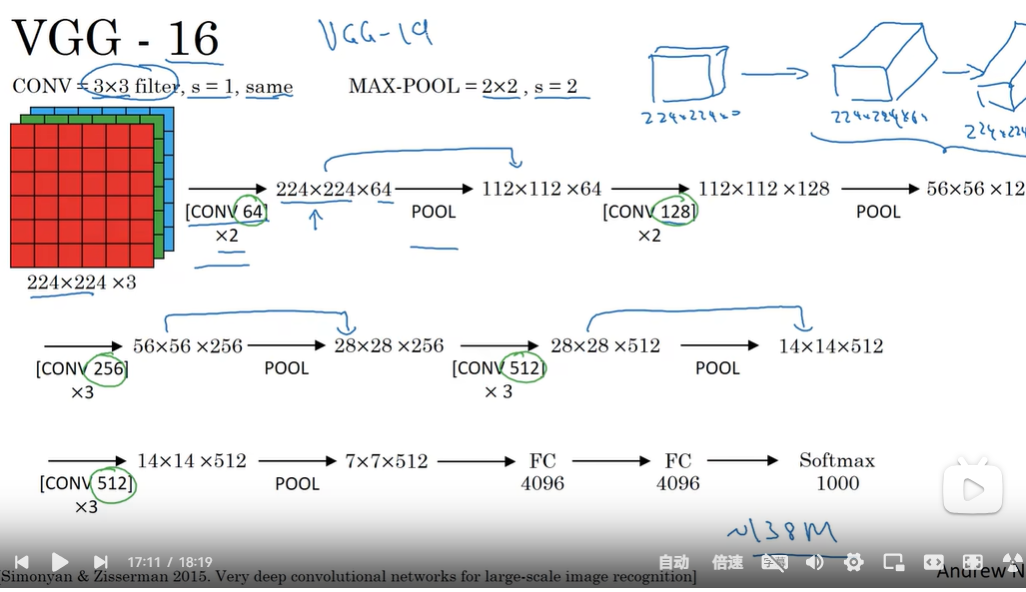 VGG - 16
VGG-19
CONV = 3×3 filter, s = 1, same
MAX-POOL = 2×2 , s = 2
224×224×3
224×224
224×224 ×3
[CONV 64]
×2
224×224×64
POOL
112×112 ×64
[CONV 128]
×2
112×112 ×128
POOL
56×56 ×12
[CONV 256]
×3
56×56 ×256
POOL
28×28 ×256
[CONV 512]
× 3
28×28 ×512
POOL
14×14×512
[CONV 512]
×3
14×14 ×512
POOL
7×7×512
FC
4096
FC
4096
Softmax
1000
~138M
17:11 / 18:19
自动
倍速
字幕
[Simonyan & Zisserman 2015. Very deep convolutional networks for large-scale image recognition]
Andrew N